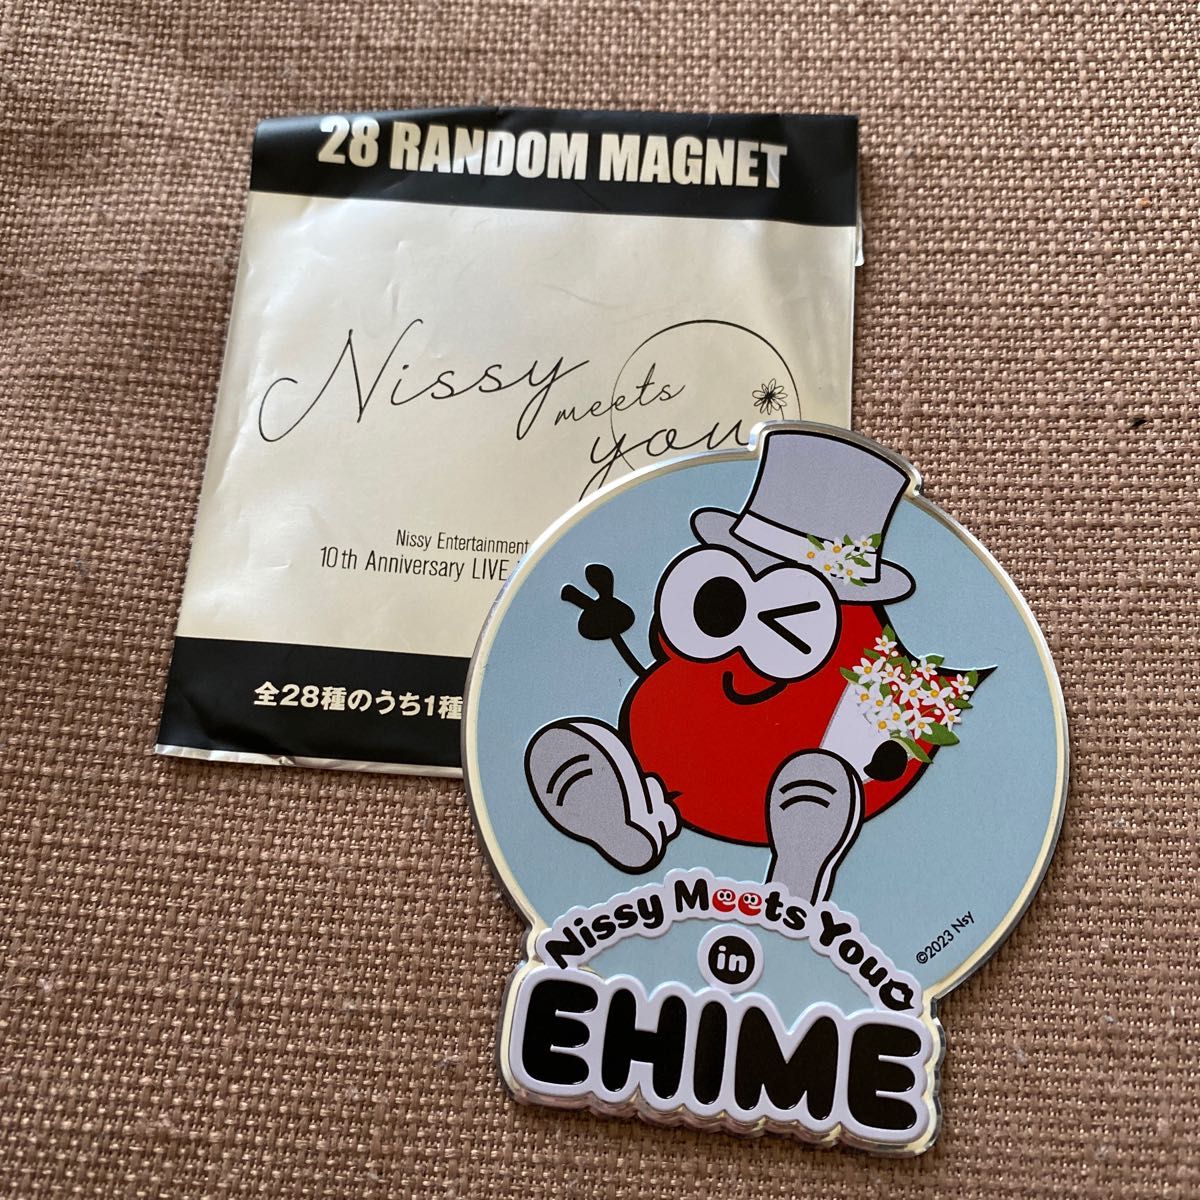 28 RANDOM MAGNET
Nissy
meets
you
Nissy Entertainment
10th Anniversary LIVE
全28種のうち1種
©2023 Nsy
Nissy Meets You
in
EHIME